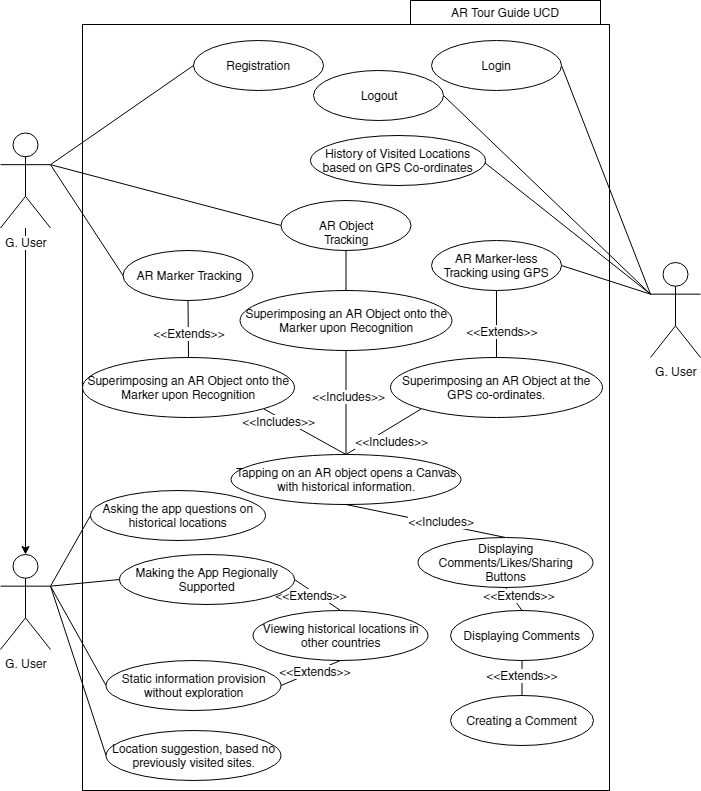 AR Tour Guide UCD
Registration
Login
Logout
History of Visited Locations
based on GPS Co-ordinates
G. User
AR Object
Tracking
AR Marker Tracking
AR Marker-less
Tracking using GPS
Superimposing an AR Object onto the
Marker upon Recognition
<<Extends>>
<<Extends>>
G. User
Superimposing an AR Object onto the
Marker upon Recognition
<<Includes>>
Superimposing an AR Object at the
GPS co-ordinates.
<<Includes>>
<<Includes>>
Tapping on an AR object opens a Canvas
with historical information.
Asking the app questions on
historical locations
<<Includes>
Displaying
Comments/Likes/Sharing
Buttons
Making the App Regionally
Supported
<<Extends>>
<<Extends>>
Viewing historical locations in
other countries
Displaying Comments
G. User
<<Extends>>
<<Extends>>
Static information provision
without exploration
Creating a Comment
Location suggestion, based no
previously visited sites.